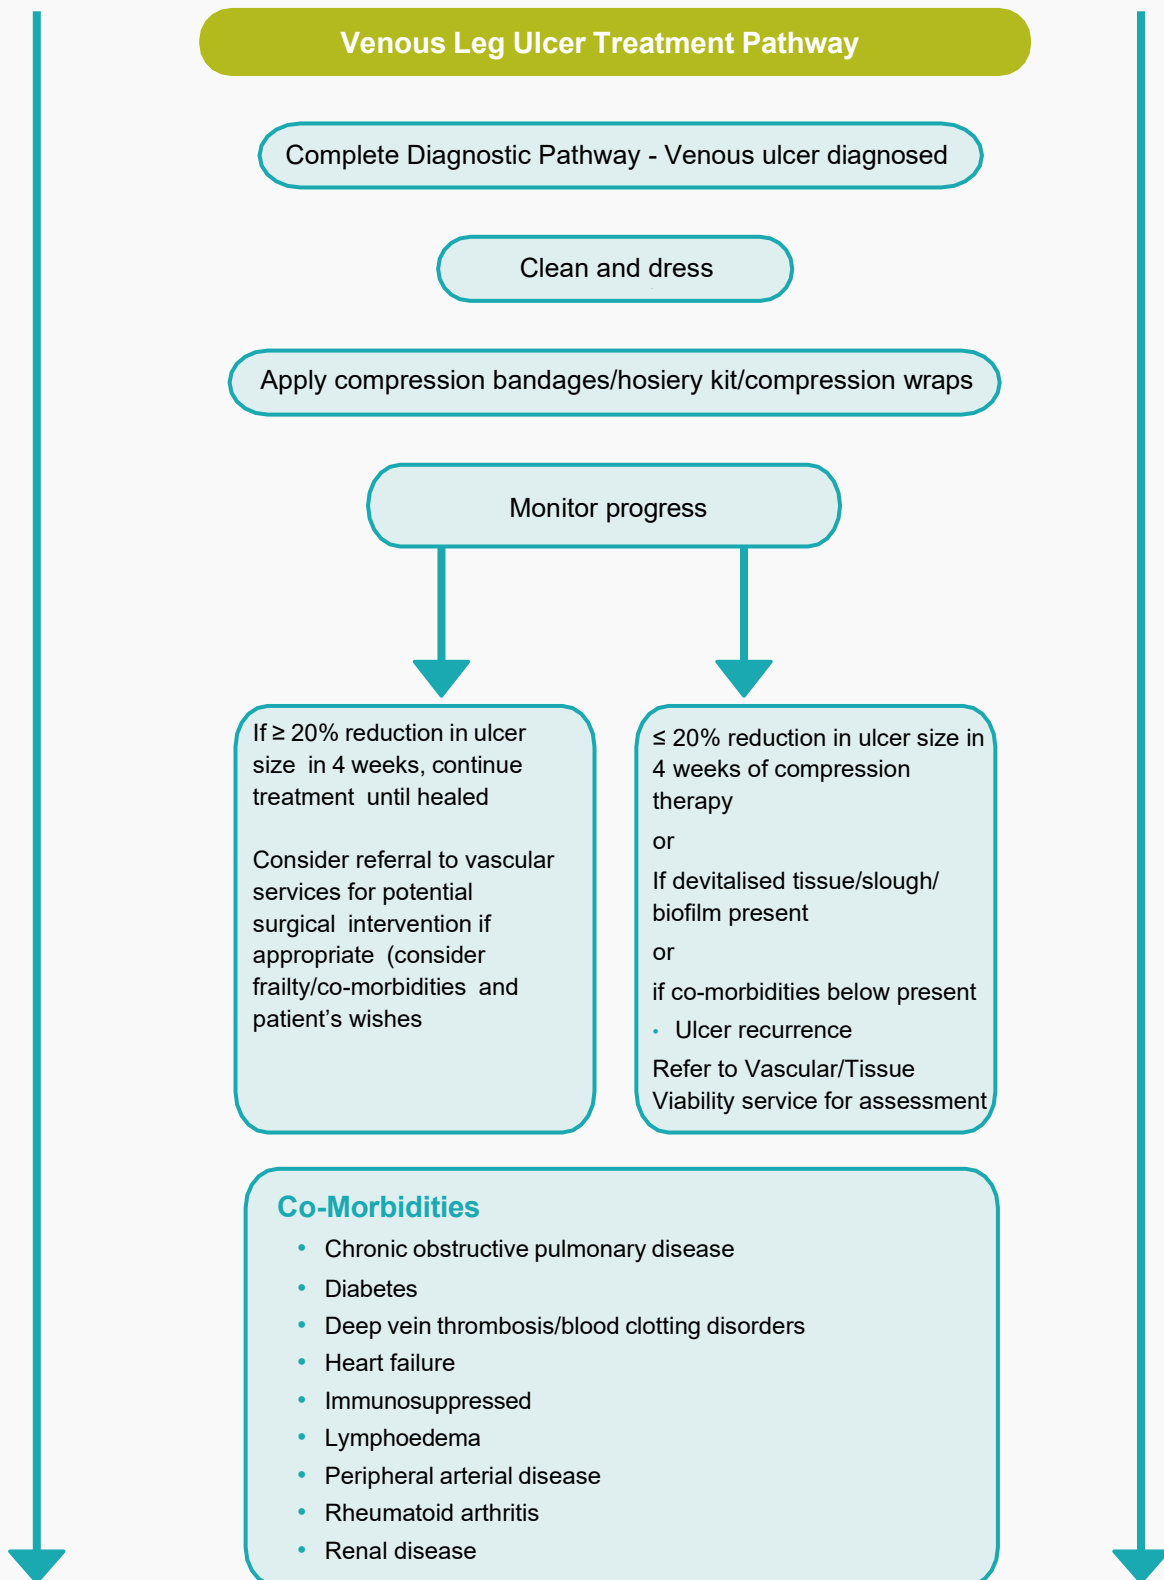 Venous Leg Ulcer Treatment Pathway
Complete Diagnostic Pathway - Venous ulcer diagnosed
Clean and dress
Apply compression bandages/hosiery kit/compression wraps
Monitor progress
If ≥ 20% reduction in ulcer
size in 4 weeks, continue
treatment until healed
Consider referral to vascular
services for potential
surgical intervention if
appropriate (consider
frailty/co-morbidities and
patient’s wishes
≤ 20% reduction in ulcer size in
4 weeks of compression
therapy
or
If devitalised tissue/slough/
biofilm present
or
if co-morbidities below present
• Ulcer recurrence
Refer to Vascular/Tissue
Viability service for assessment
Co-Morbidities
• Chronic obstructive pulmonary disease
• Diabetes
• Deep vein thrombosis/blood clotting disorders
• Heart failure
• Immunosuppressed
• Lymphoedema
• Peripheral arterial disease
• Rheumatoid arthritis
• Renal disease